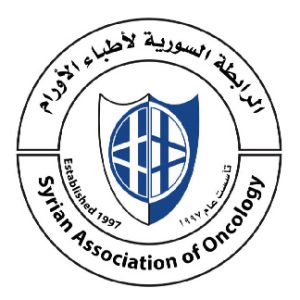 الرابطة السورية لأطباء الأورام
Established 1997
تأسست عام ١٩٩٧
Syrian Association of Oncology